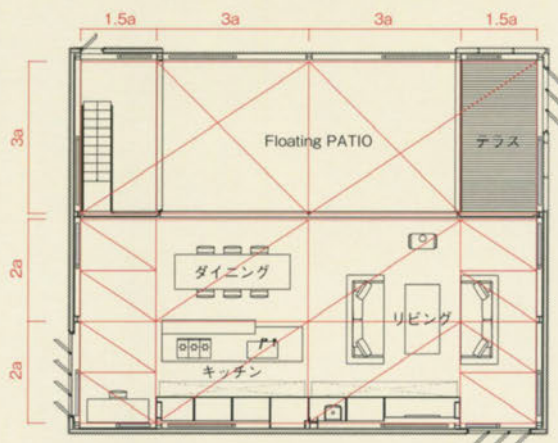 1.5a 3a 3a 1.5a
3a
Floating PATIO
テラス
2a
ダイニング
リビング
2a
キッチン